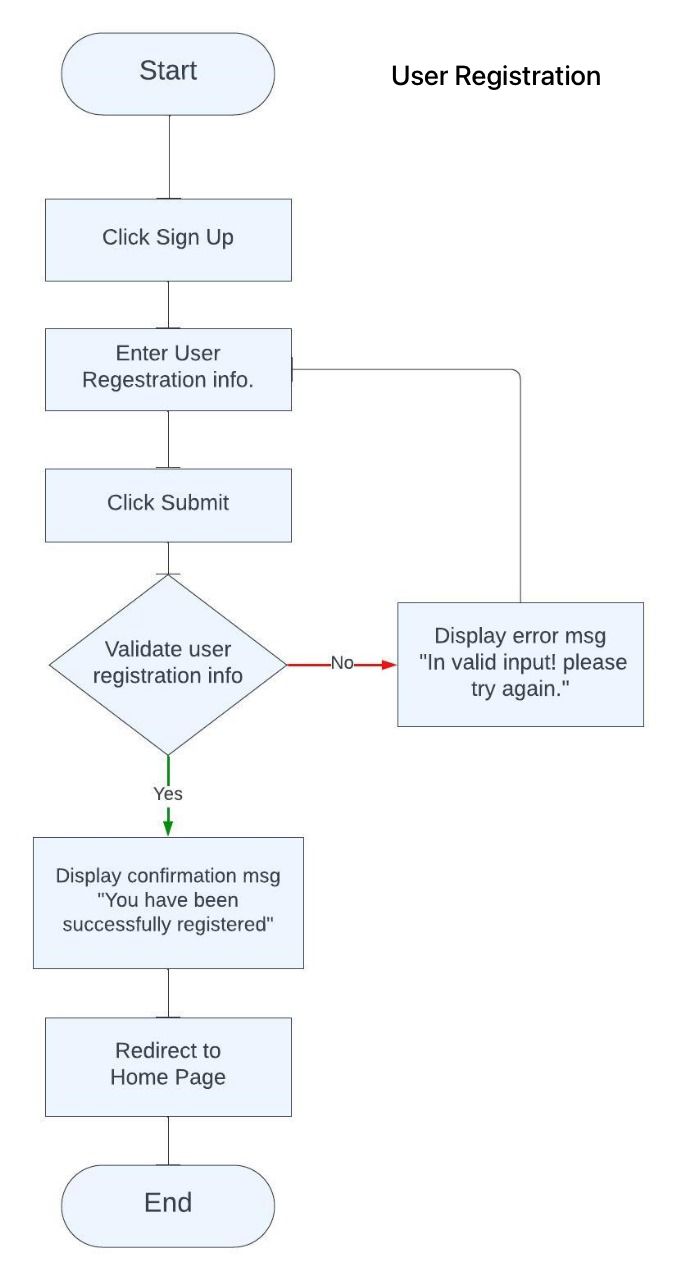 Start
User Registration
Click Sign Up
Enter User
Regestration info.
Click Submit
Validate user
registration info
No
Display error msg
"In valid input! please
try again."
Yes
Display confirmation msg
"You have been
successfully registered"
Redirect to
Home Page
End